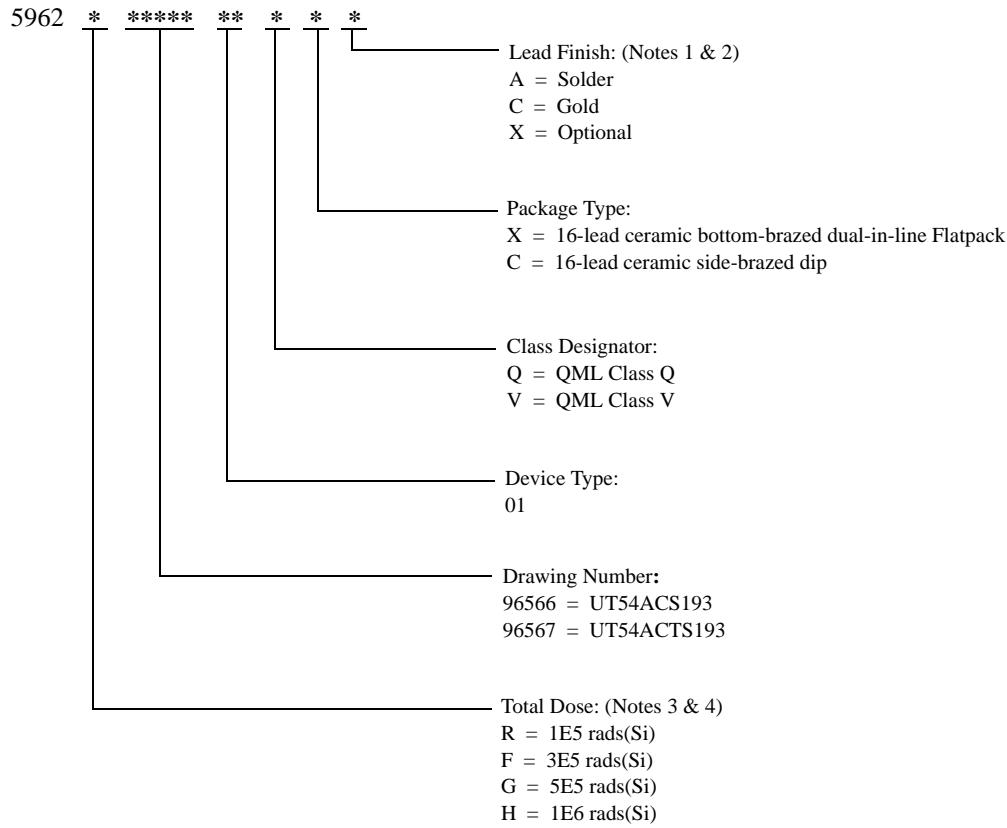 5962 * ***** ** * * *
Lead Finish: (Notes 1 & 2)
A = Solder
C = Gold
X = Optional
Package Type:
X = 16-lead ceramic bottom-brazed dual-in-line Flatpack
C = 16-lead ceramic side-brazed dip
Class Designator:
Q = QML Class Q
V = QML Class V
Device Type:
01
Drawing Number:
96566 = UT54ACS193
96567 = UT54ACTS193
Total Dose: (Notes 3 & 4)
R = 1E5 rads(Si)
F = 3E5 rads(Si)
G = 5E5 rads(Si)
H = 1E6 rads(Si)